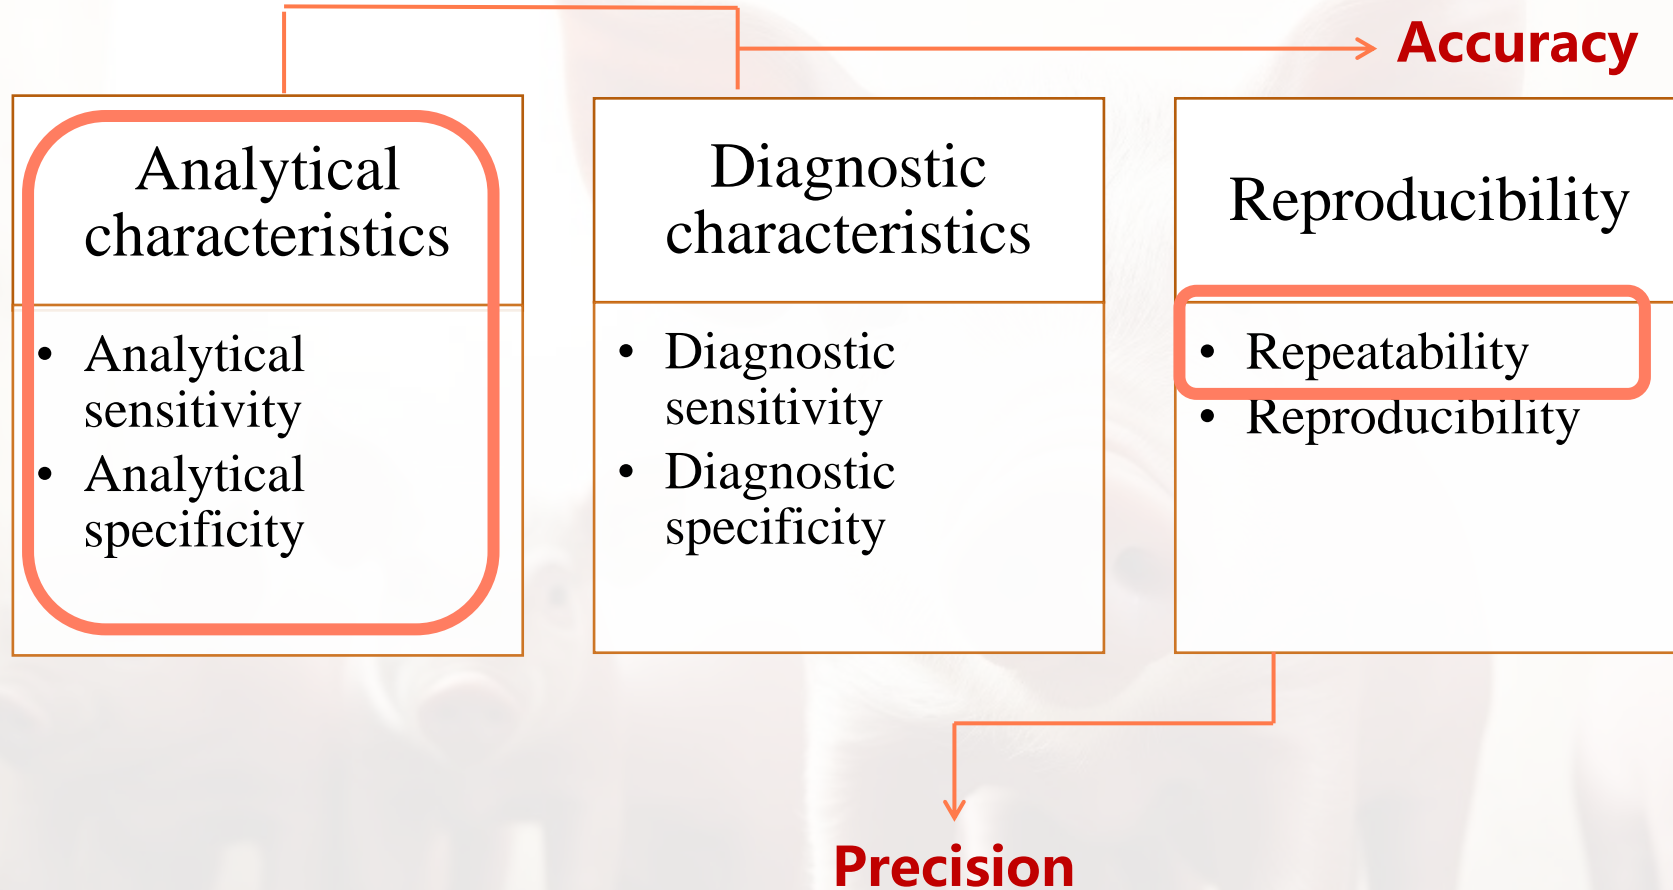 Accuracy
Analytical
characteristics
• Analytical
sensitivity
• Analytical
specificity
Diagnostic
characteristics
• Diagnostic
sensitivity
• Diagnostic
specificity
Reproducibility
• Repeatability
• Reproducibility
Precision